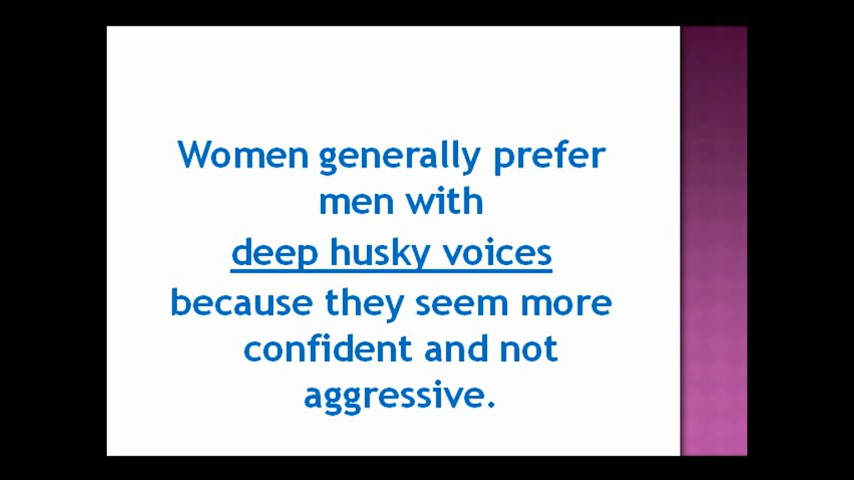 Women generally prefer
men with
deep husky voices
because they seem more
confident and not
aggressive.